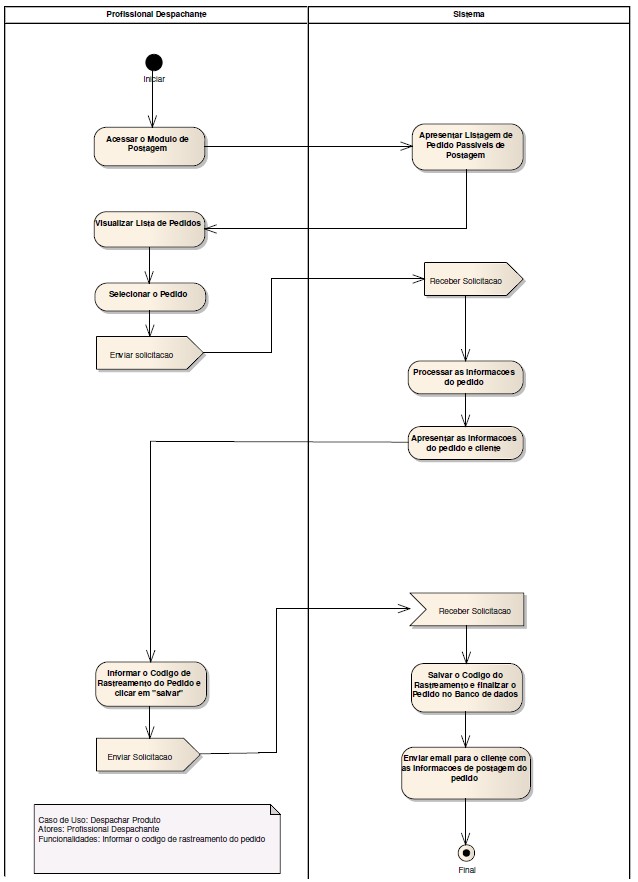 Profissional Despachante
Sistema
Iniciar
Acessar o Modulo de
Postagem
Apresentar Listagem de
Pedido Passiveis de
Postagem
Visualizar Lista de Pedidos
Selecionar o Pedido
Enviar solicitacao
Receber Solicitacao
Processar as Informacoes
do pedido
Apresentar as Informacoes
do pedido e cliente
Receber Solicitacao
Informar o Codigo de
Rastreamento do Pedido e
clicar em "salvar"
Salvar o Codigo do
Rastreamento e finalizar o
Pedido no Banco de dados
Enviar Solicitacao
Enviar email para o cliente com
as Informacoes de postagem do
pedido
Final
Caso de Uso: Despachar Produto
Atores: Profissional Despachante
Funcionalidades: Informar o codigo de rastreamento do pedido